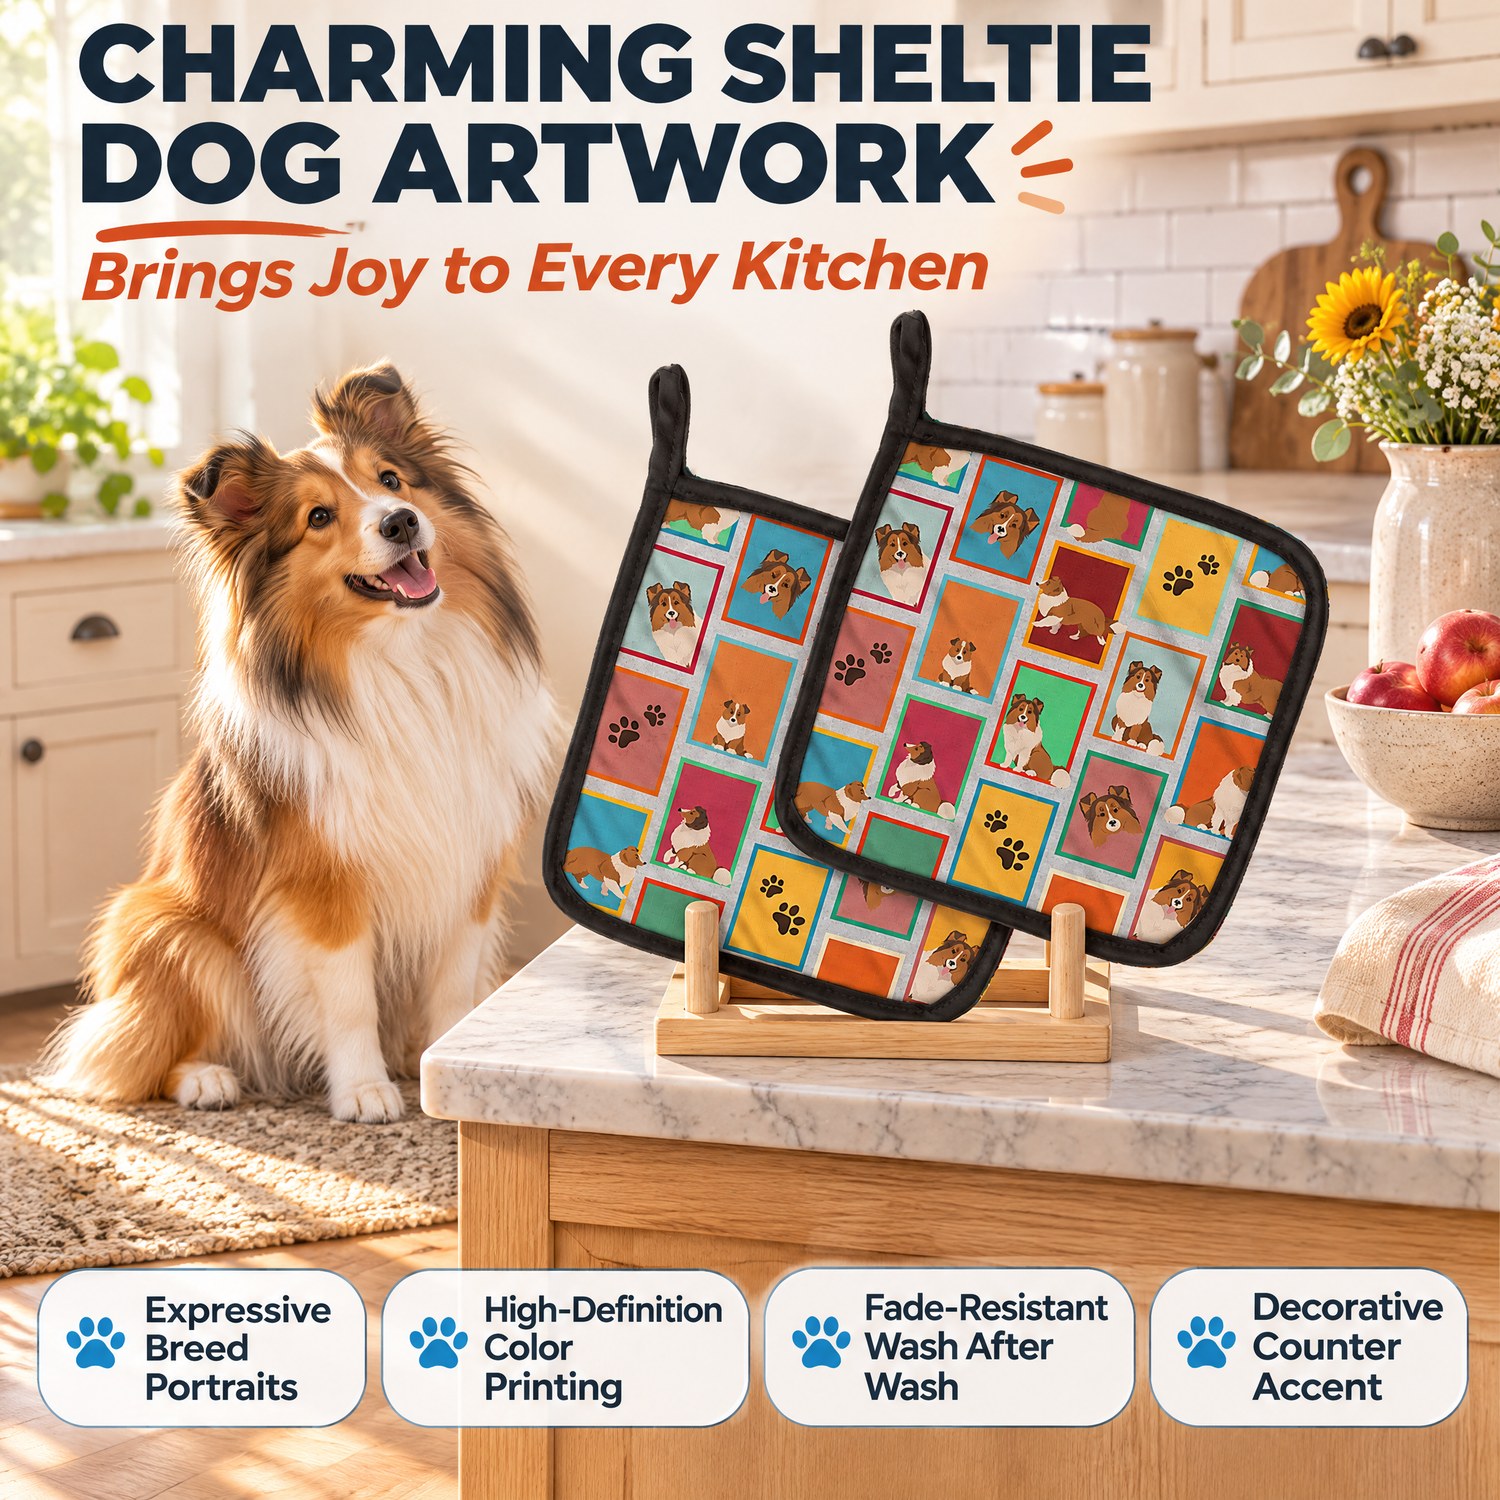 CHARMING SHELTIE
DOG ARTWORK
Brings Joy to Every Kitchen
Expressive
Breed
Portraits
High-Definition
Color
Printing
Fade-Resistant
Wash After
Wash
Decorative
Counter
Accent